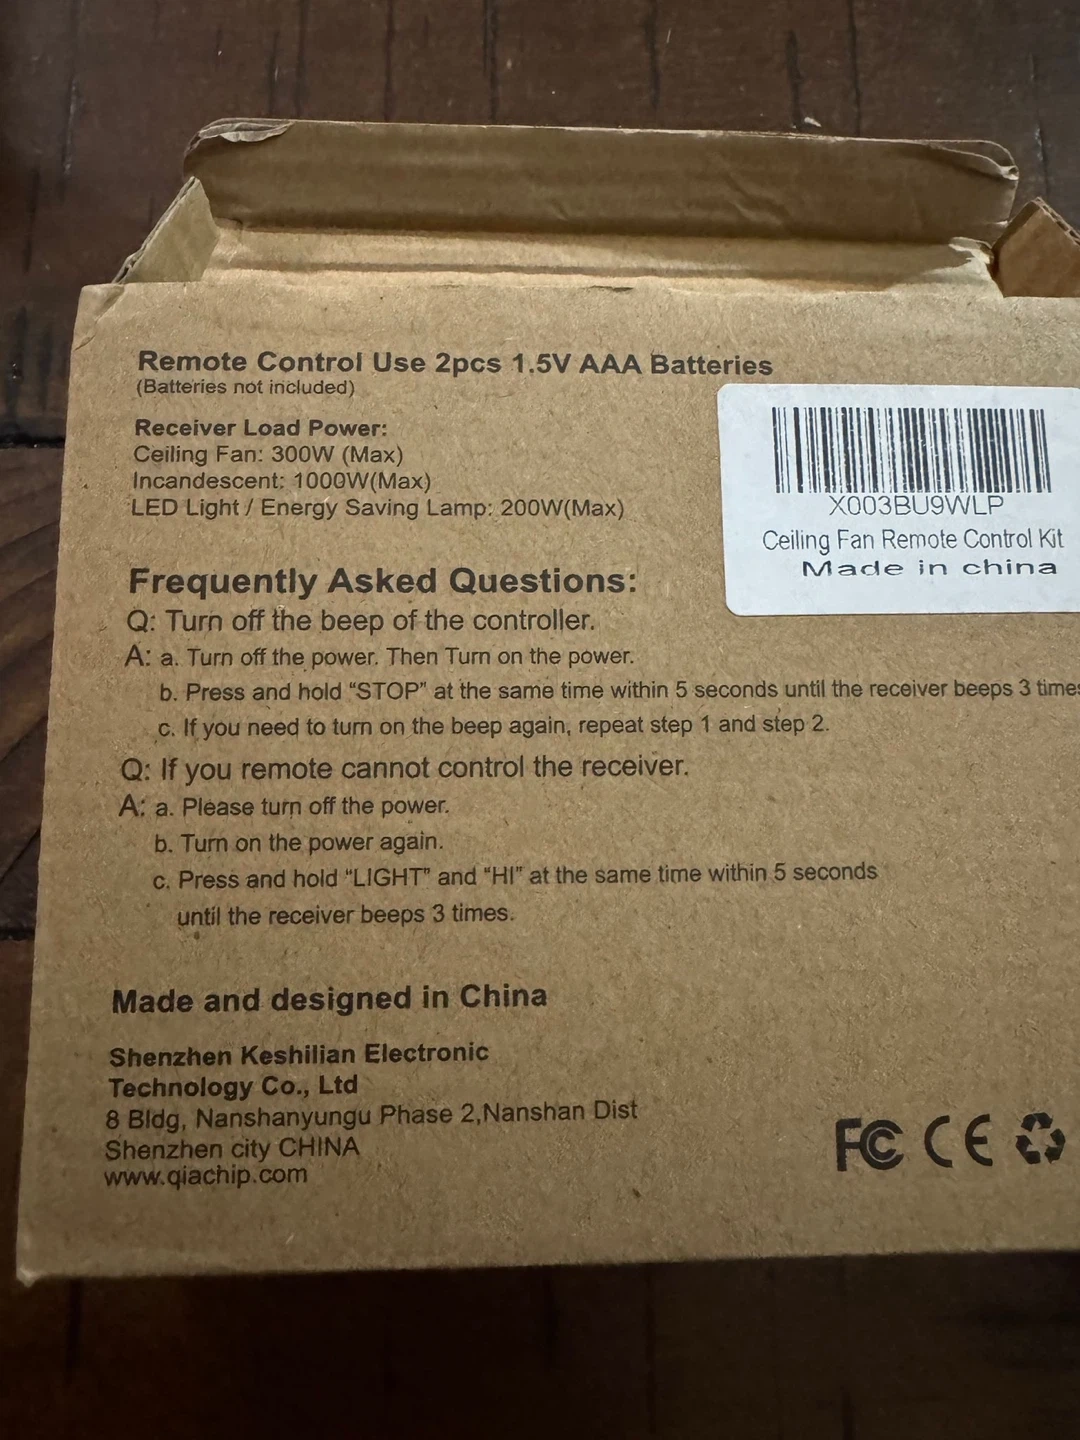 Remote Control Use 2pcs 1.5V AAA Batteries
(Batteries not included)
Receiver Load Power:
Ceiling Fan: 300W (Max)
Incandescent: 1000W(Max)
LED Light / Energy Saving Lamp: 200W(Max)
X003BU9WLP
Ceiling Fan Remote Control Kit
Made in china
Frequently Asked Questions:
Q: Turn off the beep of the controller.
A: a. Turn off the power. Then Turn on the power.
b. Press and hold “STOP” at the same time within 5 seconds until the receiver beeps 3 times
c. If you need to turn on the beep again, repeat step 1 and step 2.
Q: If you remote cannot control the receiver.
A: a. Please turn off the power.
b. Turn on the power again.
c. Press and hold “LIGHT” and “HI” at the same time within 5 seconds
until the receiver beeps 3 times.
Made and designed in China
Shenzhen Keshilian Electronic
Technology Co., Ltd
8 Bldg, Nanshanyungu Phase 2,Nanshan Dist
Shenzhen city CHINA
www.qiachip.com
FC CE